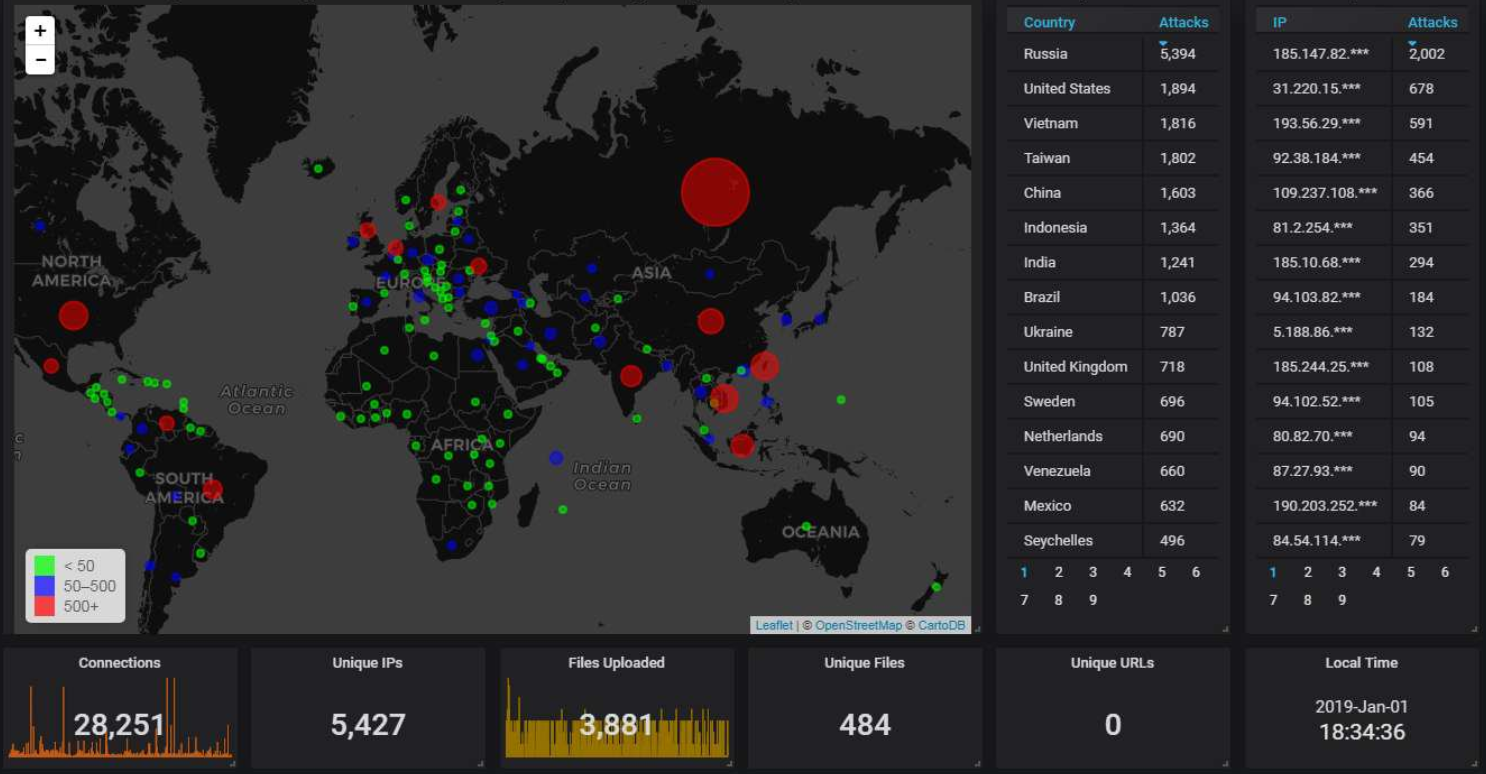 +
−
NORTH
AMERICA
Atlantic
Ocean
SOUTH
AMERICA
EUROPE
AFRICA
ASIA
Indian
Ocean
OCEANIA
< 50
50–500
500+
Leaflet | © OpenStreetMap © CartoDB
Country Attacks
Russia 5,394
United States 1,894
Vietnam 1,816
Taiwan 1,802
China 1,603
Indonesia 1,364
India 1,241
Brazil 1,036
Ukraine 787
United Kingdom 718
Sweden 696
Netherlands 690
Venezuela 660
Mexico 632
Seychelles 496
1 2 3 4 5 6
7 8 9
IP Attacks
185.147.82.*** 2,002
31.220.15.*** 678
193.56.29.*** 591
92.38.184.*** 454
109.237.108.*** 366
81.2.254.*** 351
185.10.68.*** 294
94.103.82.*** 184
5.188.86.*** 132
185.244.25.*** 108
94.102.52.*** 105
80.82.70.*** 94
87.27.93.*** 90
190.203.252.*** 84
84.54.114.*** 79
1 2 3 4 5 6
7 8 9
Connections
28,251
Unique IPs
5,427
Files Uploaded
3,881
Unique Files
484
Unique URLs
0
Local Time
2019-Jan-01
18:34:36